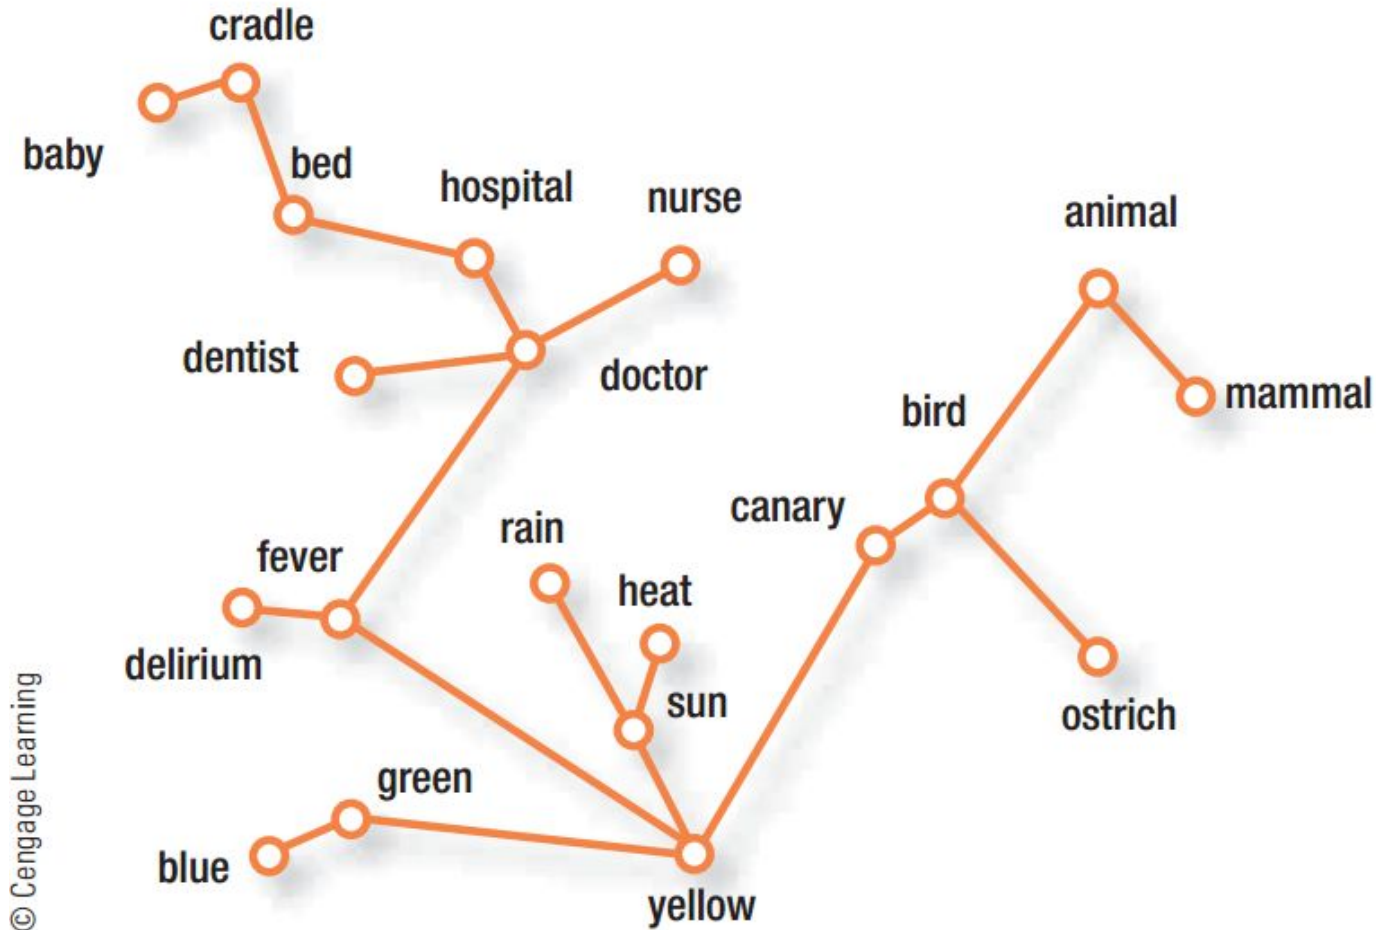 cradle
baby
bed
hospital
nurse
animal
dentist
doctor
mammal
bird
canary
rain
fever
heat
delirium
sun
ostrich
green
blue
yellow
© Cengage Learning